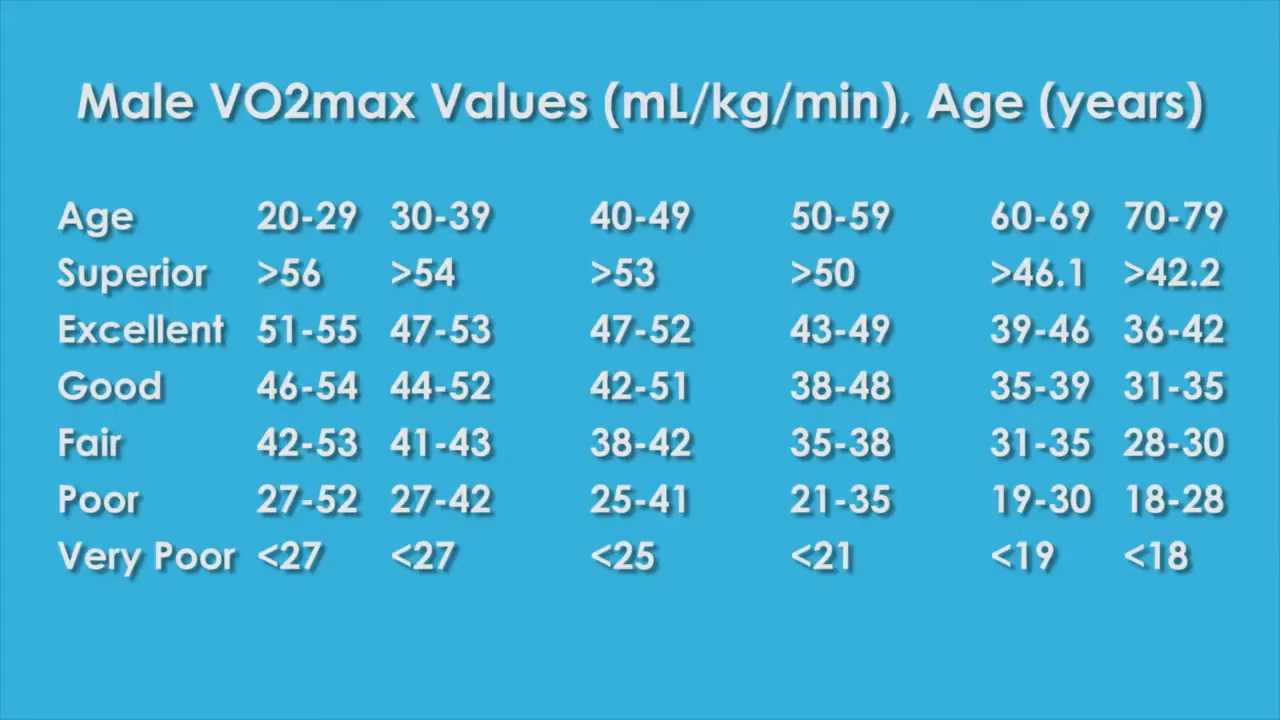 Male VO2max Values (mL/kg/min), Age (years)
Age 20-29 30-39 40-49 50-59 60-69 70-79
Superior >56 >54 >53 >50 >46.1 >42.2
Excellent 51-55 47-53 47-52 43-49 39-46 36-42
Good 46-54 44-52 42-51 38-48 35-39 31-35
Fair 42-53 41-43 38-42 35-38 31-35 28-30
Poor 27-52 27-42 25-41 21-35 19-30 18-28
Very Poor <27 <27 <25 <21 <19 <18